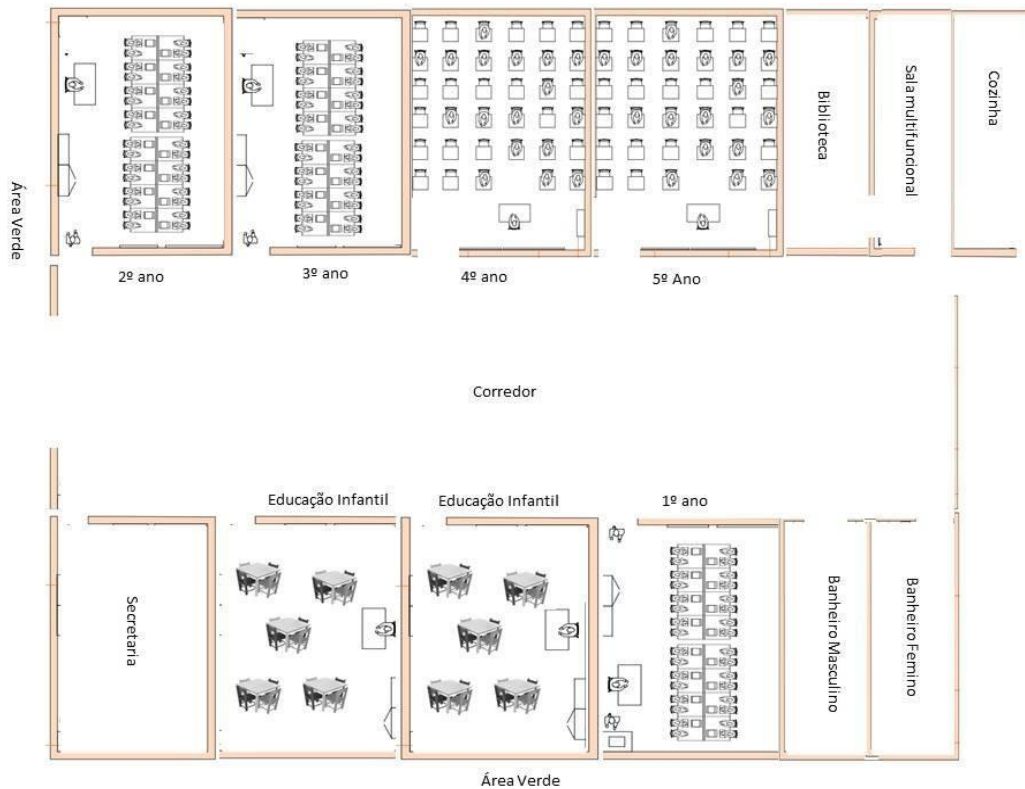 Biblioteca
Sala multifuncional
Cozinha
Área Verde
2º ano
3º ano
4º ano
5º Ano
Corredor
Educação Infantil
Educação Infantil
1º ano
Secretaria
Banheiro Masculino
Banheiro Femino
Área Verde